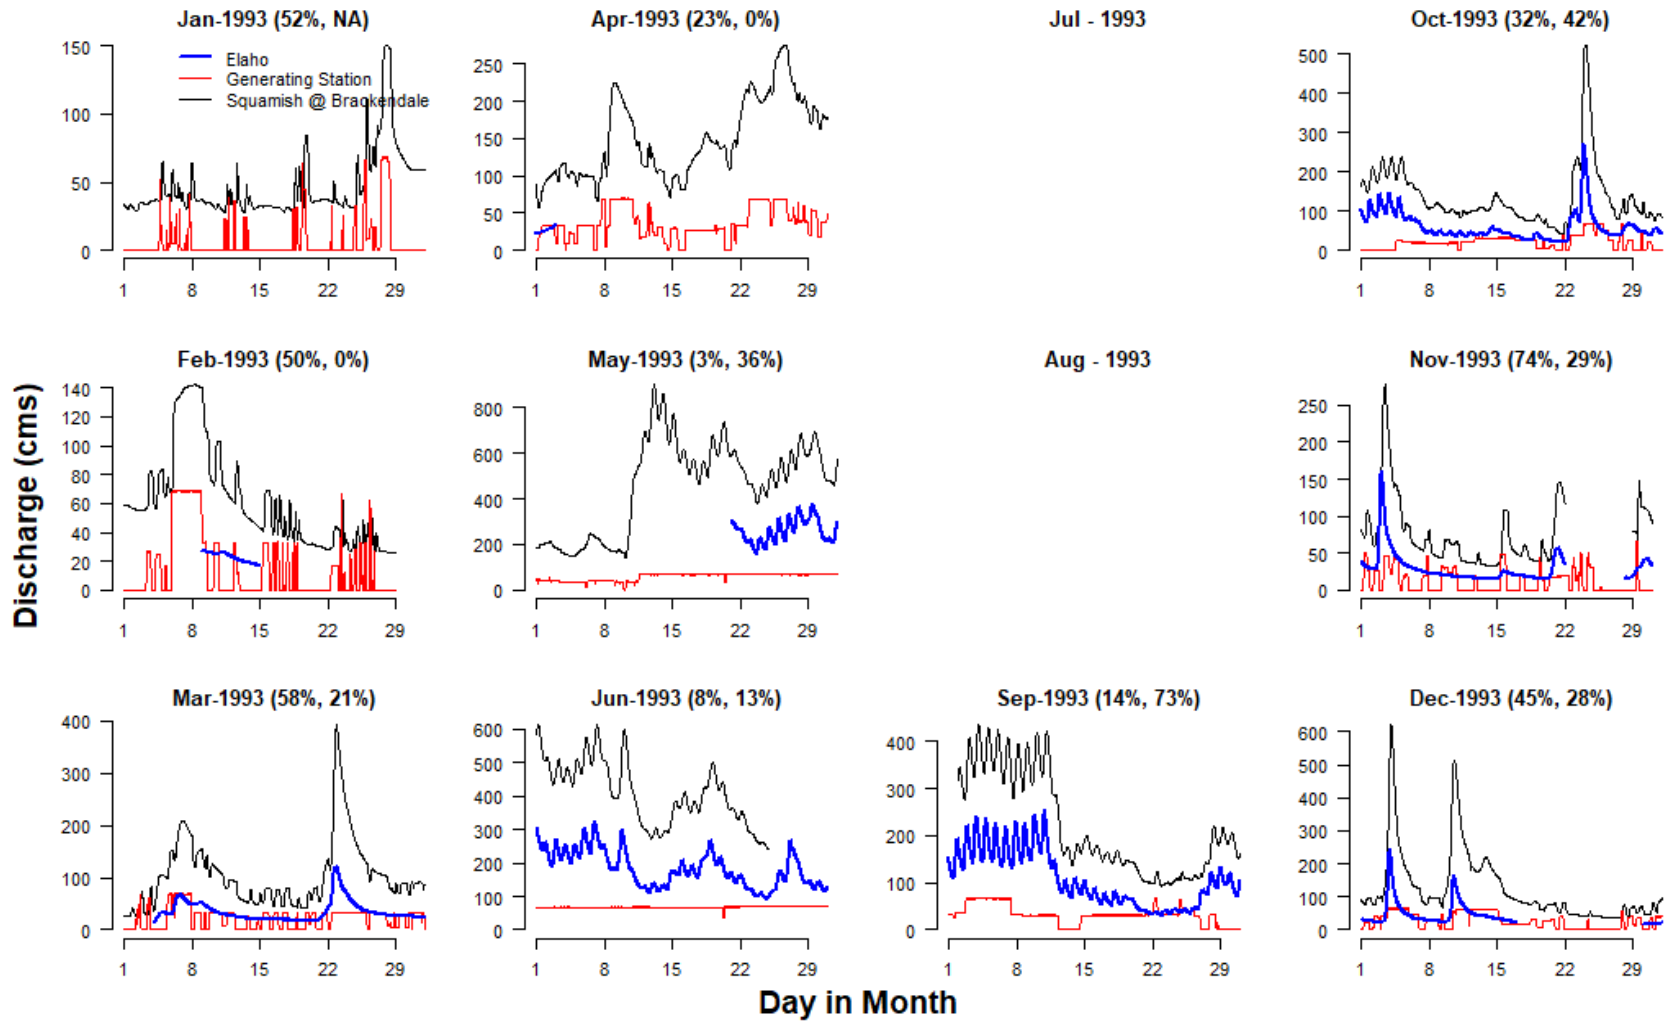 Jan-1993 (52%, NA)
Apr-1993 (23%, 0%)
Jul - 1993
Oct-1993 (32%, 42%)
150
100
50
0
Elaho
Generating Station
Squamish @ Brackendale
1 8 15 22 29
250
200
150
100
50
0
1 8 15 22 29
500
400
300
200
100
0
1 8 15 22 29
Feb-1993 (50%, 0%)
May-1993 (3%, 36%)
Aug - 1993
Nov-1993 (74%, 29%)
Discharge (cms)
140
120
100
80
60
40
20
0
1 8 15 22 29
800
600
400
200
0
1 8 15 22 29
250
200
150
100
50
0
1 8 15 22 29
Mar-1993 (58%, 21%)
Jun-1993 (8%, 13%)
Sep-1993 (14%, 73%)
Dec-1993 (45%, 28%)
400
300
200
100
0
1 8 15 22 29
600
500
400
300
200
100
0
1 8 15 22 29
400
300
200
100
0
1 8 15 22 29
600
500
400
300
200
100
0
1 8 15 22 29
Day in Month